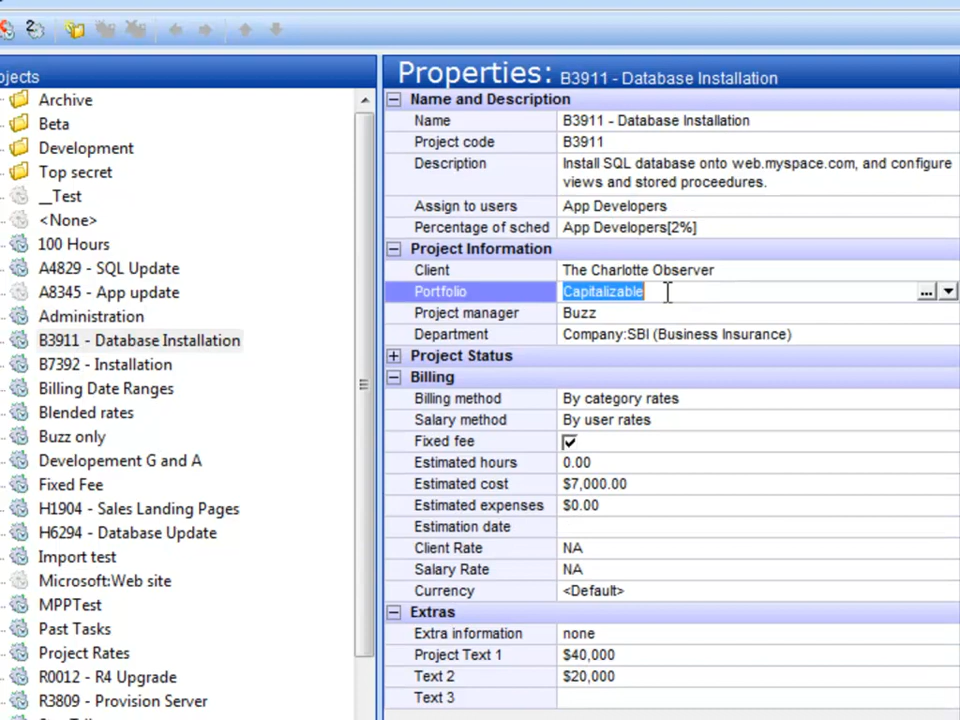 ojects
Archive
Beta
Development
Top secret
__Test
<None>
100 Hours
A4829 - SQL Update
A8345 - App update
Administration
B3911 - Database Installation
B7392 - Installation
Billing Date Ranges
Blended rates
Buzz only
Developement G and A
Fixed Fee
H1904 - Sales Landing Pages
H6294 - Database Update
Import test
Microsoft:Web site
MPPTest
Past Tasks
Project Rates
R0012 - R4 Upgrade
R3809 - Provision Server
Properties: B3911 - Database Installation
Name and Description
Name B3911 - Database Installation
Project code B3911
Description Install SQL database onto web.myspace.com, and configure
views and stored proceedures.
Assign to users App Developers
Percentage of sched App Developers[2%]
Project Information
Client The Charlotte Observer
Portfolio Capitalizable ...
Project manager Buzz
Department Company:SBI (Business Insurance)
Project Status
Billing
Billing method By category rates
Salary method By user rates
Fixed fee
Estimated hours 0.00
Estimated cost $7,000.00
Estimated expenses $0.00
Estimation date
Client Rate NA
Salary Rate NA
Currency <Default>
Extras
Extra information none
Project Text 1 $40,000
Text 2 $20,000
Text 3